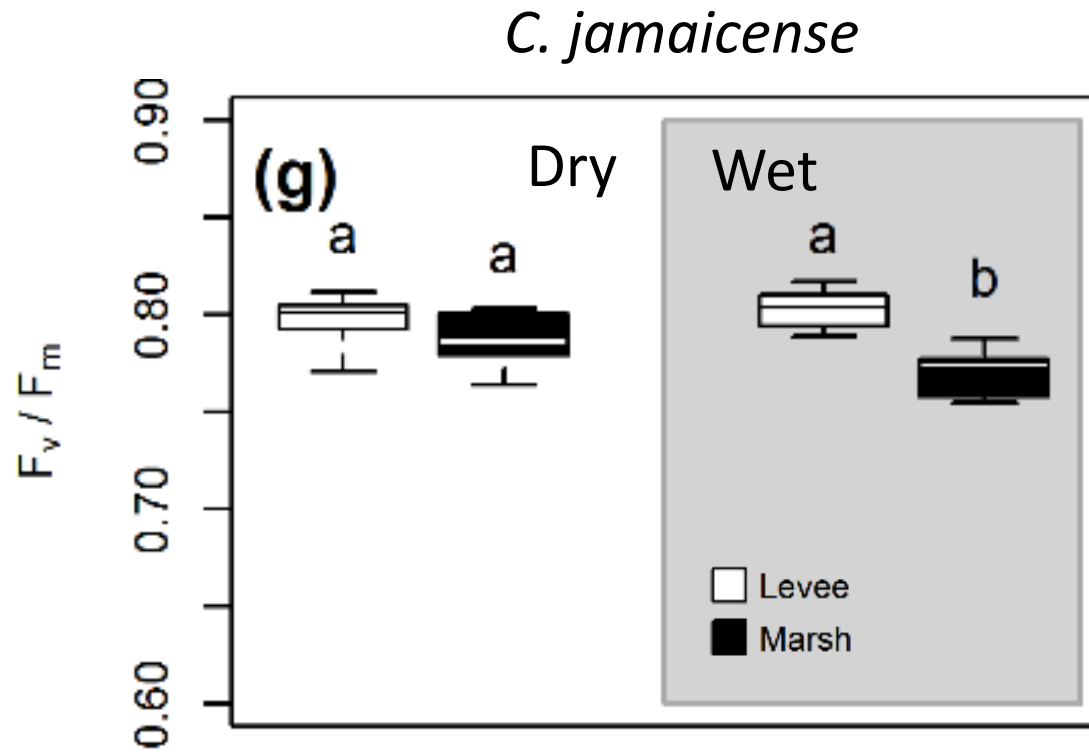 C. jamaicense
(g)
Dry
Wet
a
a
a
b
0.90
0.80
0.70
0.60
Fv / Fm
Levee
Marsh